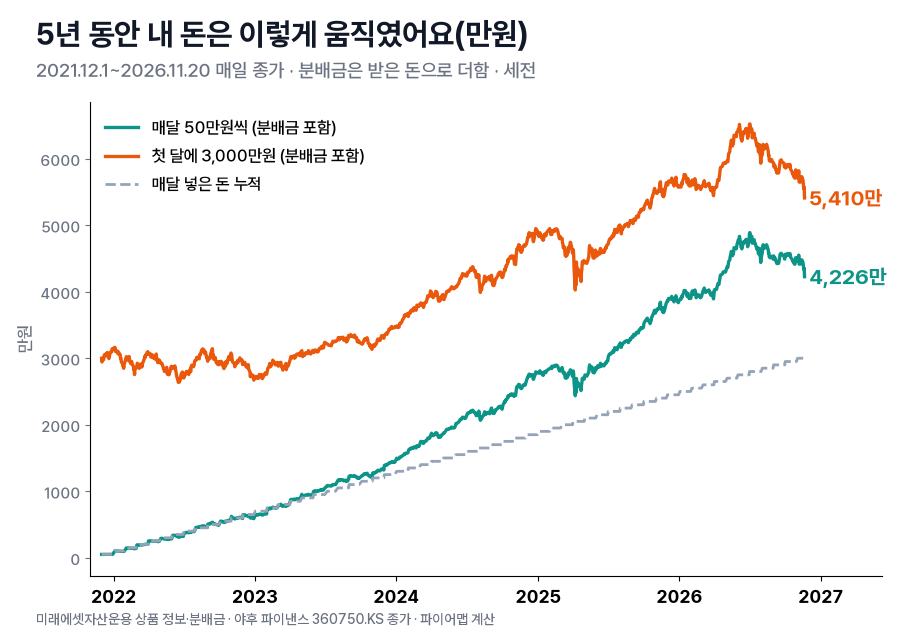 5년 동안 내 돈은 이렇게 움직였어요(만원)
2021.12.1~2026.11.20 매일 종가 · 분배금은 받은 돈으로 더함 · 세전
매달 50만원씩 (분배금 포함)
첫 달에 3,000만원 (분배금 포함)
매달 넣은 돈 누적
만원
6000
5000
4000
3000
2000
1000
0
5,410만
4,226만
2022 2023 2024 2025 2026 2027
미래에셋자산운용 상품 정보·분배금 · 야후 파이낸스 360750.KS 종가 · 파이어맵 계산